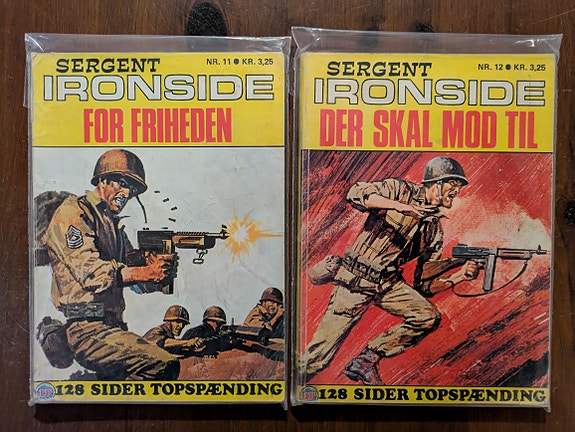 SERGENT
NR. 11 ● KR. 3,25
IRONSIDE
FOR FRIHEDEN
128 SIDER TOPSPÆNDING
SERGENT
NR. 12 ● KR. 3,25
IRONSIDE
DER SKAL MOD TIL
128 SIDER TOPSPÆNDING